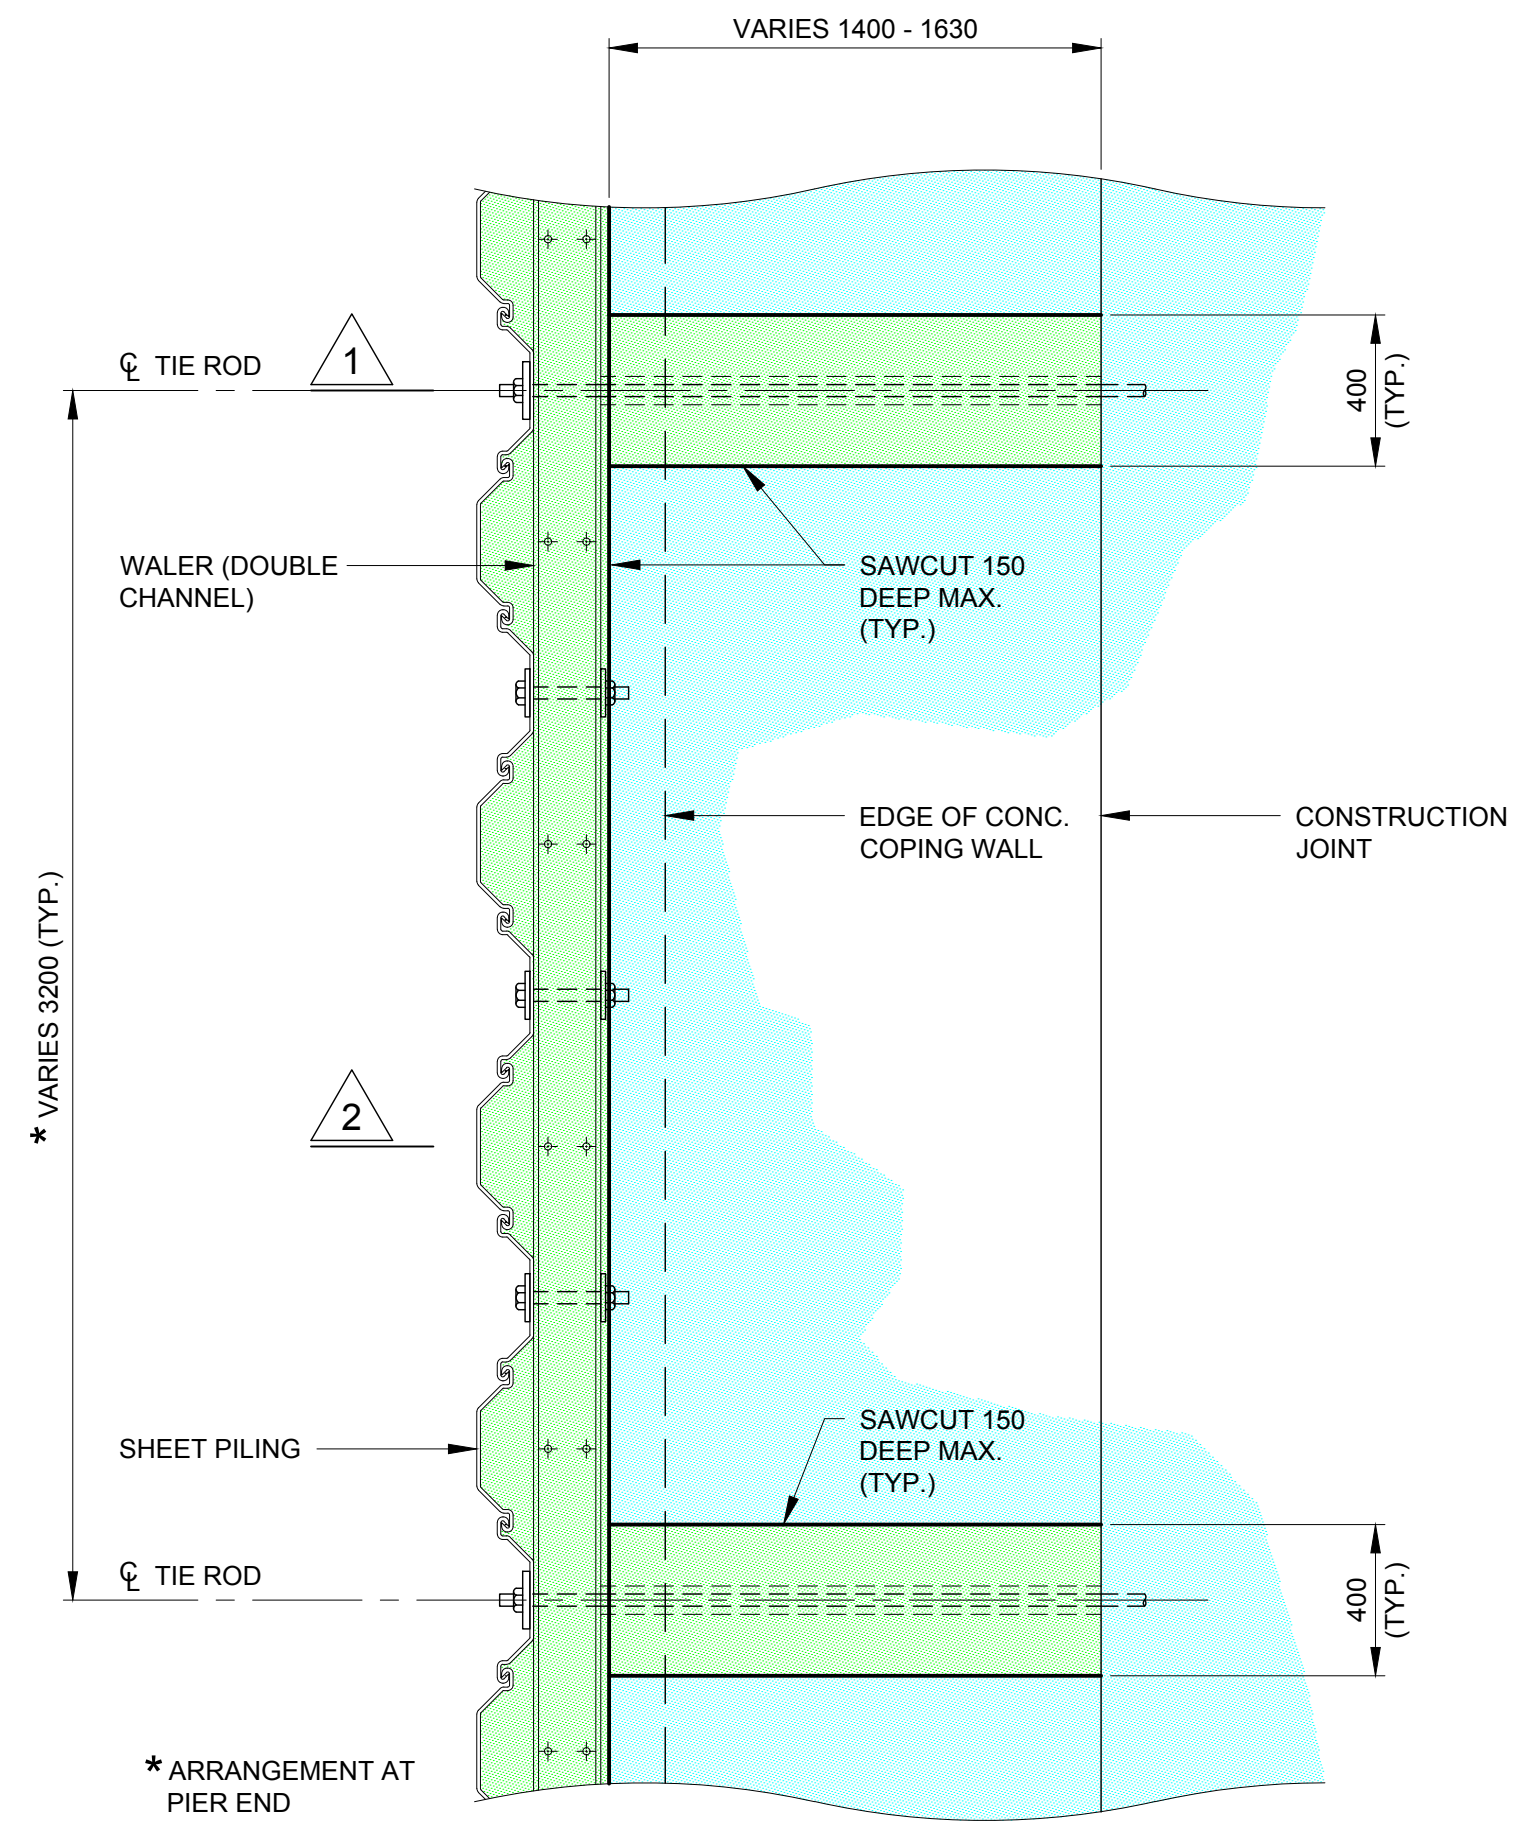 VARIES 1400 - 1630
℄ TIE ROD
1
400
(TYP.)
WALER (DOUBLE
CHANNEL)
SAWCUT 150
DEEP MAX.
(TYP.)
EDGE OF CONC.
COPING WALL
CONSTRUCTION
JOINT
* VARIES 3200 (TYP.)
2
SHEET PILING
SAWCUT 150
DEEP MAX.
(TYP.)
℄ TIE ROD
400
(TYP.)
* ARRANGEMENT AT
PIER END